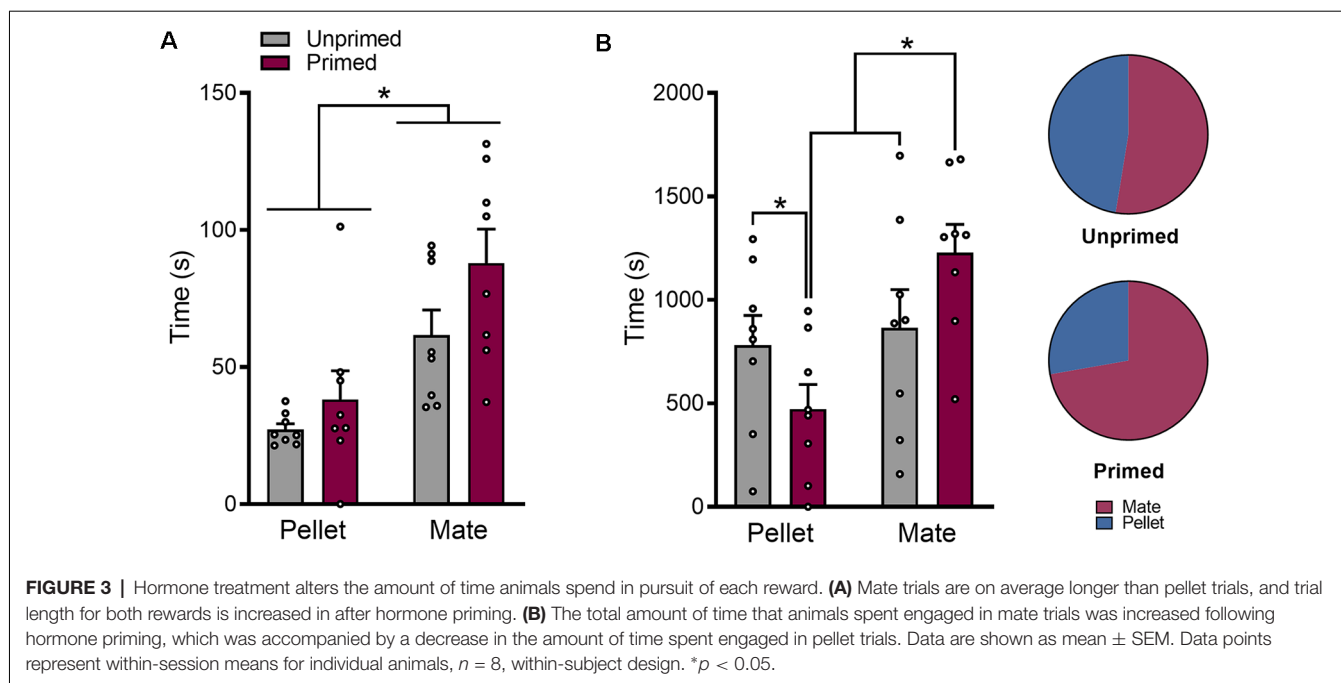 A
Unprimed
Primed
Time (s)
150
100
50
0
*
Pellet
Mate
B
Time (s)
2000
1500
1000
500
0
*
*
Pellet
Mate
Unprimed
Primed
Mate
Pellet
FIGURE 3 | Hormone treatment alters the amount of time animals spend in pursuit of each reward. (A) Mate trials are on average longer than pellet trials, and trial
length for both rewards is increased in after hormone priming. (B) The total amount of time that animals spent engaged in mate trials was increased following
hormone priming, which was accompanied by a decrease in the amount of time spent engaged in pellet trials. Data are shown as mean ± SEM. Data points
represent within-session means for individual animals, n = 8, within-subject design. *p < 0.05.